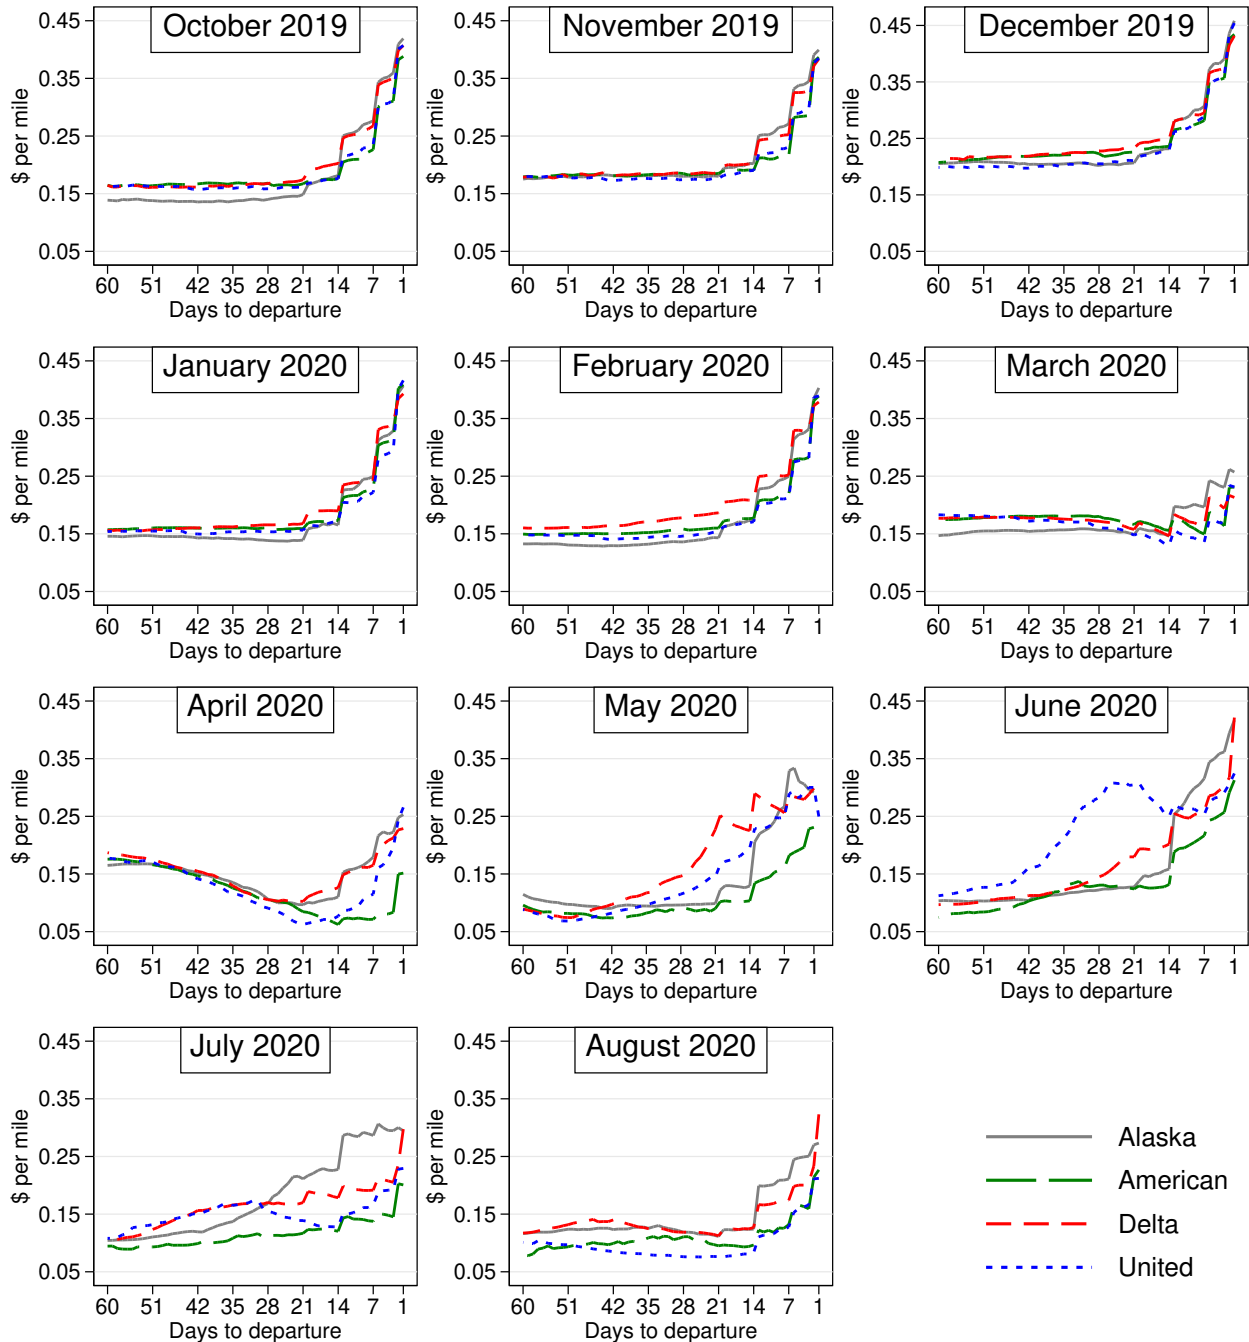 October 2019
November 2019
December 2019
$ per mile
0.45
0.35
0.25
0.15
0.05
60 51 42 35 28 21 14 7 1
Days to departure
$ per mile
0.45
0.35
0.25
0.15
0.05
60 51 42 35 28 21 14 7 1
Days to departure
$ per mile
0.45
0.35
0.25
0.15
0.05
60 51 42 35 28 21 14 7 1
Days to departure
January 2020
February 2020
March 2020
$ per mile
0.45
0.35
0.25
0.15
0.05
60 51 42 35 28 21 14 7 1
Days to departure
$ per mile
0.45
0.35
0.25
0.15
0.05
60 51 42 35 28 21 14 7 1
Days to departure
$ per mile
0.45
0.35
0.25
0.15
0.05
60 51 42 35 28 21 14 7 1
Days to departure
April 2020
May 2020
June 2020
$ per mile
0.45
0.35
0.25
0.15
0.05
60 51 42 35 28 21 14 7 1
Days to departure
$ per mile
0.45
0.35
0.25
0.15
0.05
60 51 42 35 28 21 14 7 1
Days to departure
$ per mile
0.45
0.35
0.25
0.15
0.05
60 51 42 35 28 21 14 7 1
Days to departure
July 2020
August 2020
$ per mile
0.45
0.35
0.25
0.15
0.05
60 51 42 35 28 21 14 7 1
Days to departure
$ per mile
0.45
0.35
0.25
0.15
0.05
60 51 42 35 28 21 14 7 1
Days to departure
Alaska
American
Delta
United